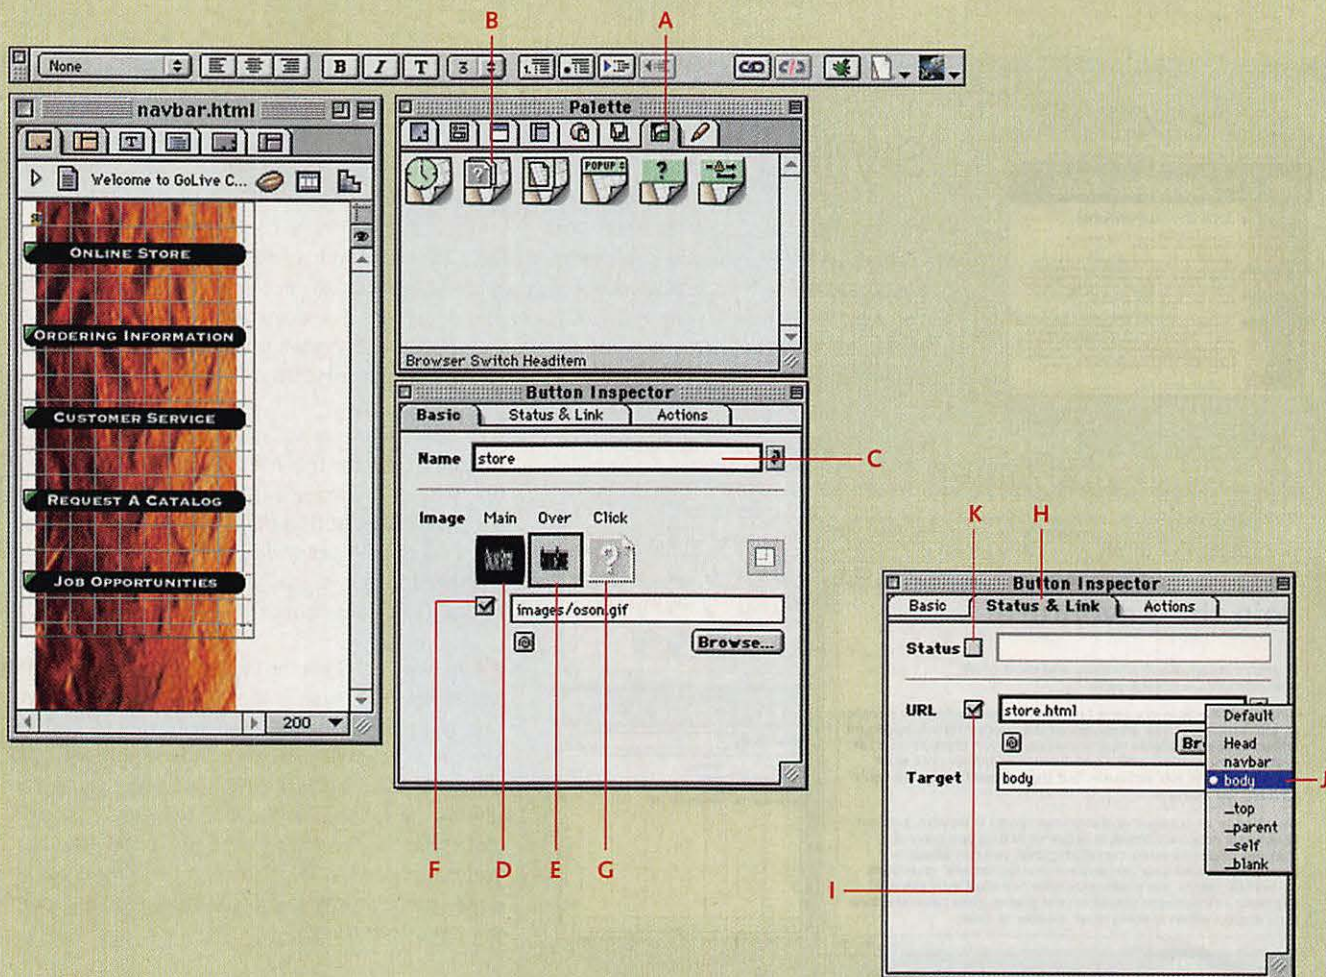 B
A
None
B I T 3
navbar.html
Welcome to GoLive C...
ONLINE STORE
ORDERING INFORMATION
CUSTOMER SERVICE
REQUEST A CATALOG
JOB OPPORTUNITIES
200
Palette
POPUP
?
Browser Switch Headitem
Button Inspector
Basic Status & Link Actions
Name store
C
Image Main Over Click
images/oson.gif
Browse...
F D E G
K H
Button Inspector
Basic Status & Link Actions
Status
URL store.html
Br
Target body
Default
Head
navbar
body
_top
_parent
_self
_blank
J
I